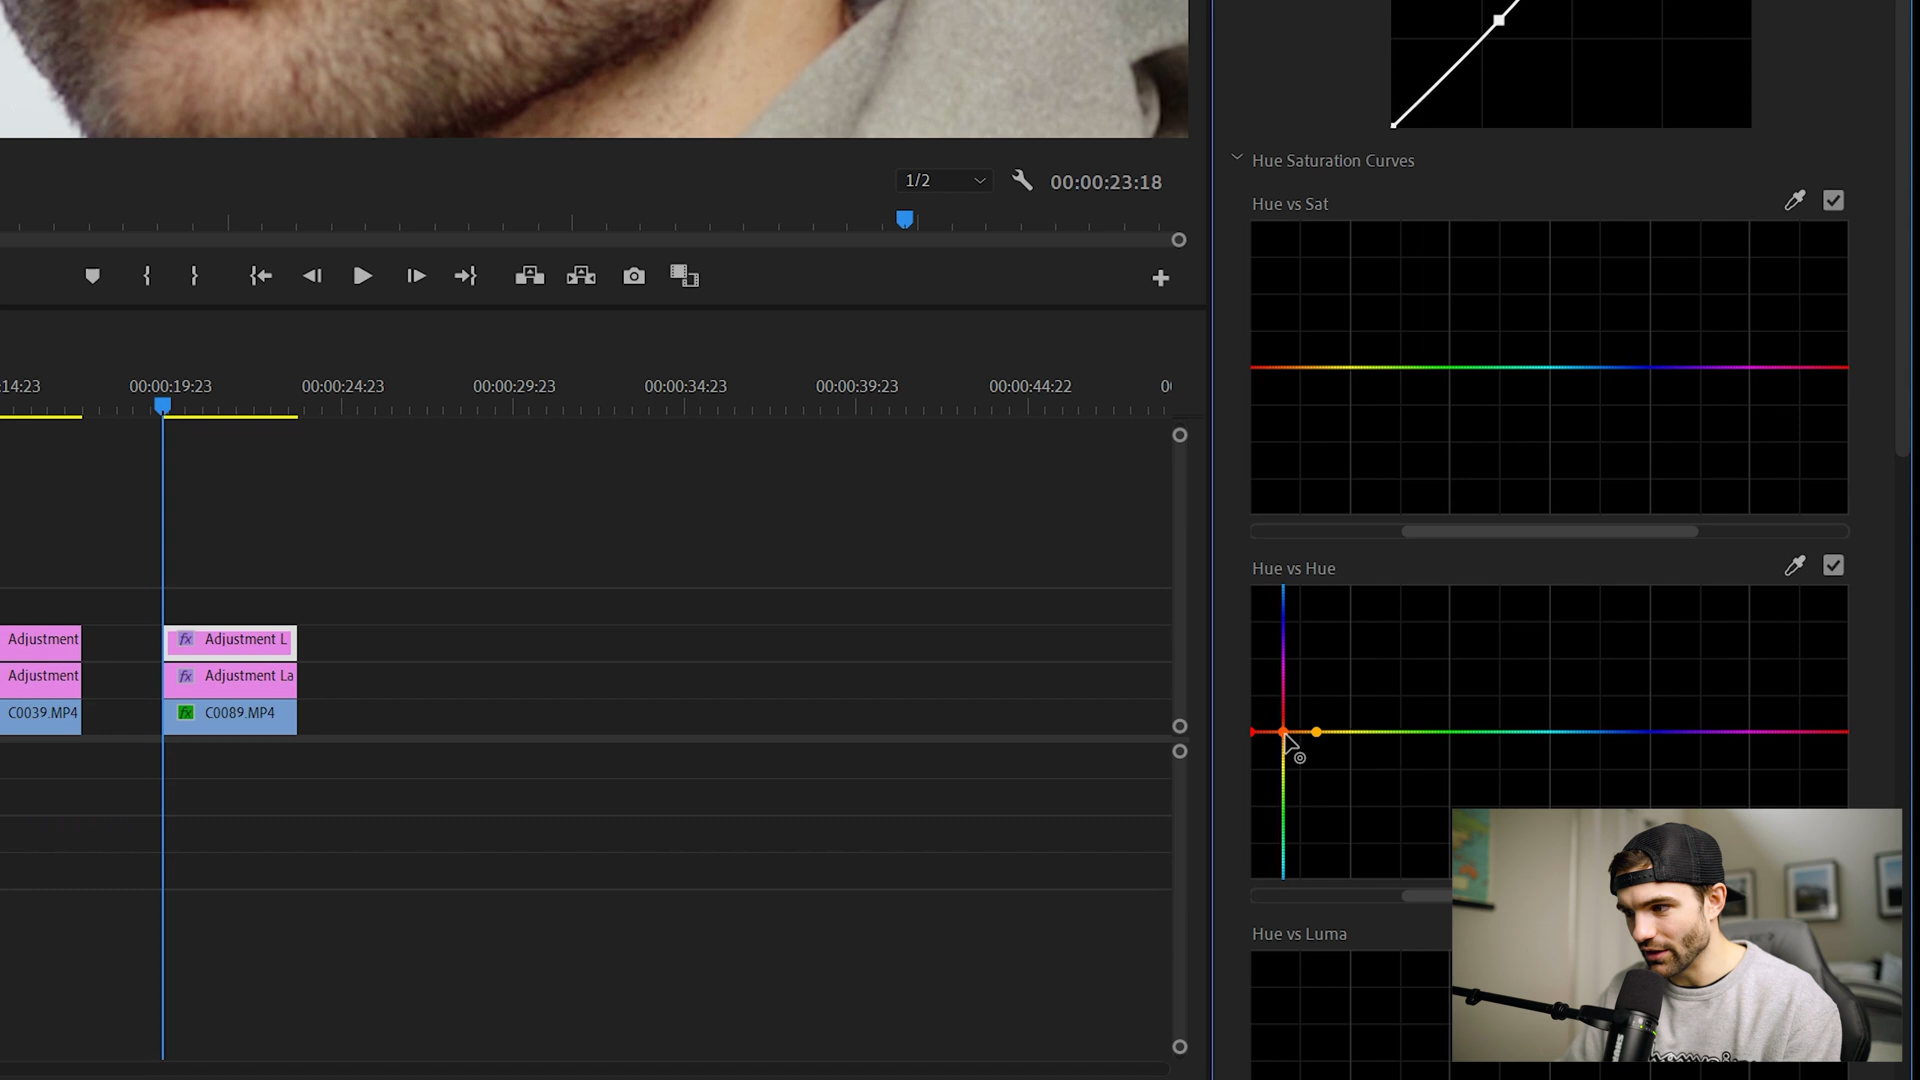 1/2
00:00:23:18
Hue Saturation Curves
Hue vs Sat
:14:23
00:00:19:23
00:00:24:23
00:00:29:23
00:00:34:23
00:00:39:23
00:00:44:22
Hue vs Hue
Adjustment
fx Adjustment L
Adjustment
fx Adjustment La
C0039.MP4
fx C0089.MP4
Hue vs Luma